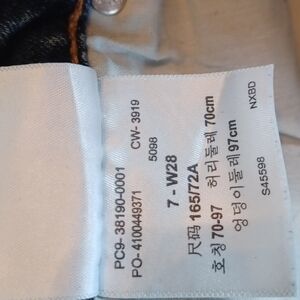 PC9- 38190-0001 CW- 3919
PO- 4100449371 5098
7 - W28
尺码 165/72A
호칭 70-97 허리둘레 70cm
엉덩이둘레 97cm
S45598 NXBD